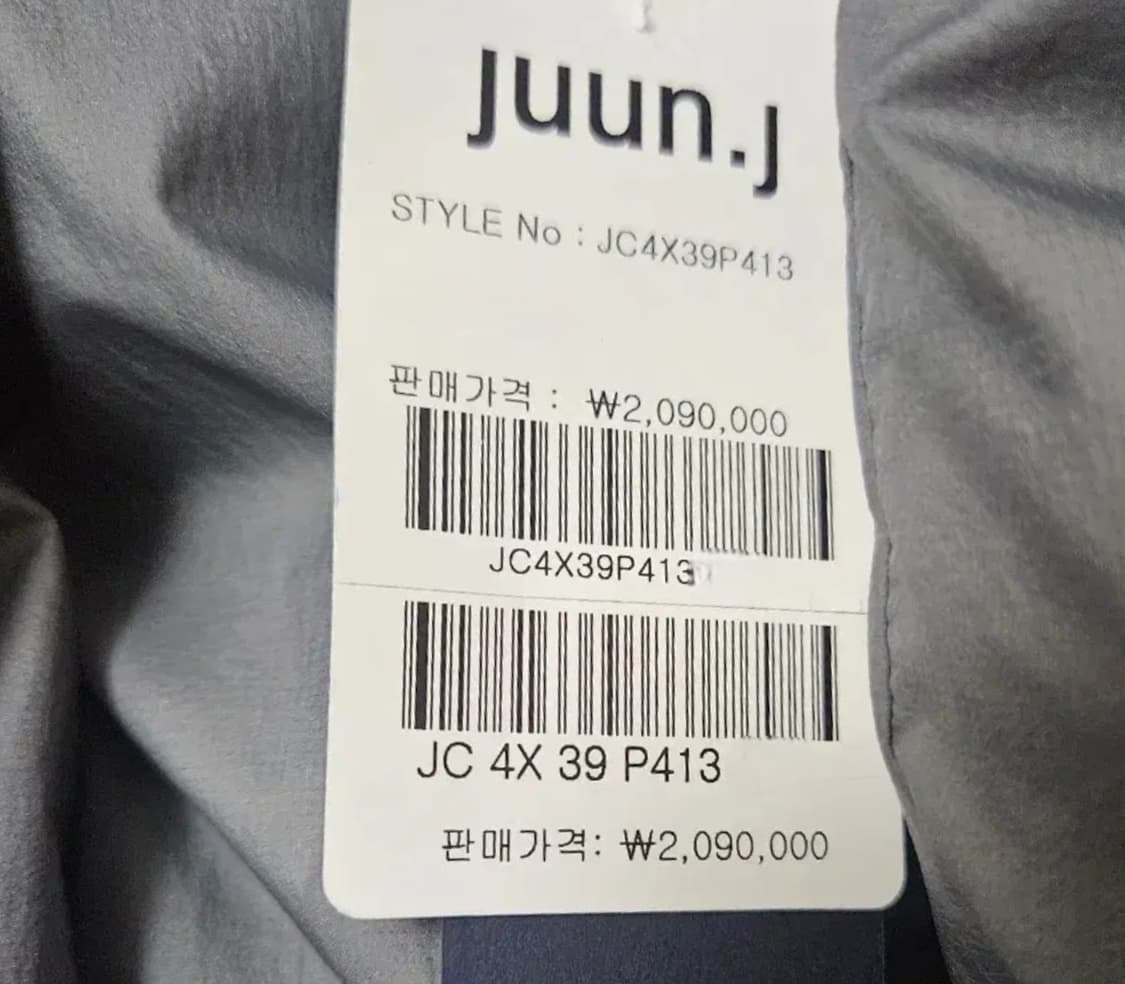 juun.j
STYLE No : JC4X39P413
판매가격 : ₩2,090,000
JC4X39P413
JC 4X 39 P413
판매가격: ₩2,090,000